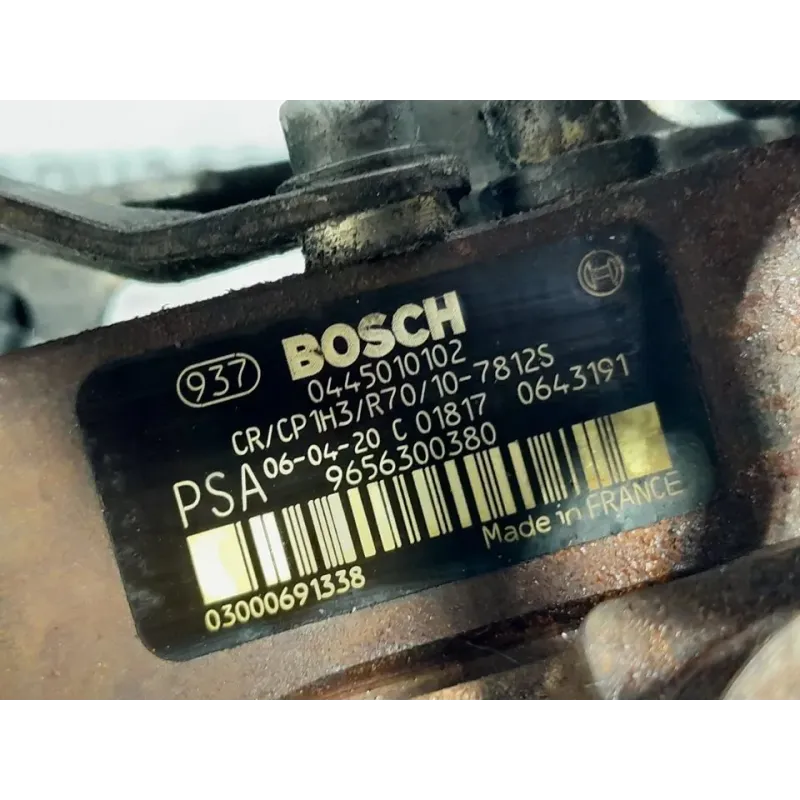 937 BOSCH
0445010102
CR/CP1H3/R70/10-7812S
06-04-20 C 01817 0643191
PSA 9656300380
Made in FRANCE
03000691338